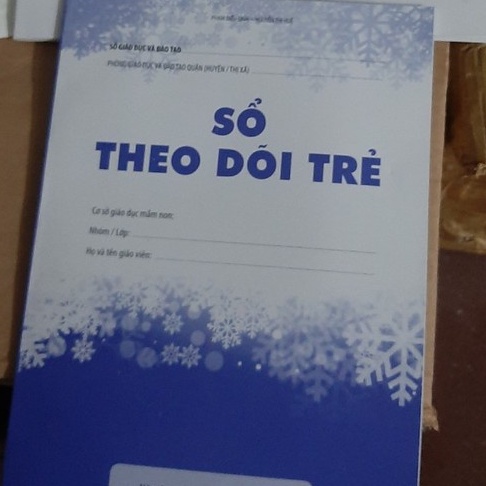 SỞ GIÁO DỤC VÀ ĐÀO TẠO
PHÒNG GIÁO DỤC VÀ ĐÀO TẠO QUẬN (HUYỆN / THỊ XÃ)
SỔ
THEO DÕI TRẺ
Cơ sở giáo dục mầm non:
Nhóm / Lớp:
Họ và tên giáo viên: